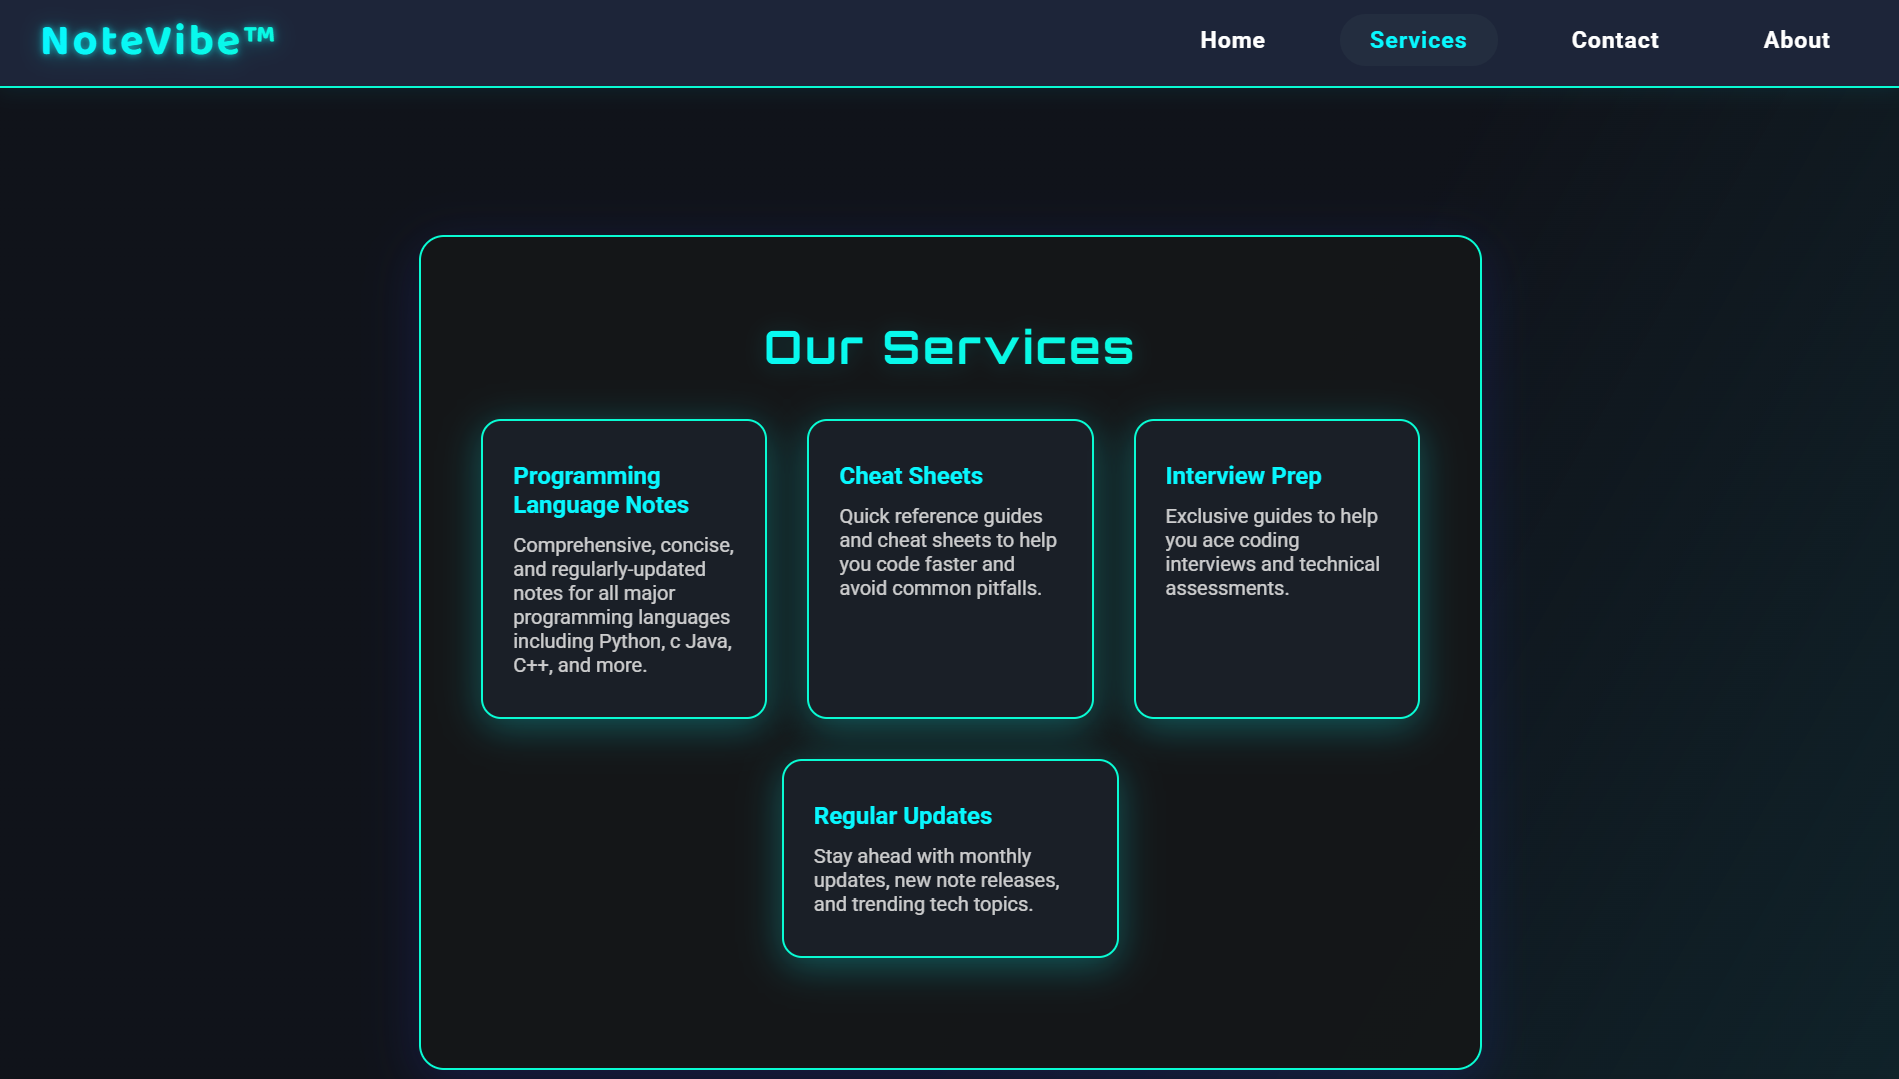 NoteVibe™
Home
Services
Contact
About
Our Services
Programming
Language Notes
Comprehensive, concise,
and regularly-updated
notes for all major
programming languages
including Python, c Java,
C++, and more.
Cheat Sheets
Quick reference guides
and cheat sheets to help
you code faster and
avoid common pitfalls.
Interview Prep
Exclusive guides to help
you ace coding
interviews and technical
assessments.
Regular Updates
Stay ahead with monthly
updates, new note releases,
and trending tech topics.